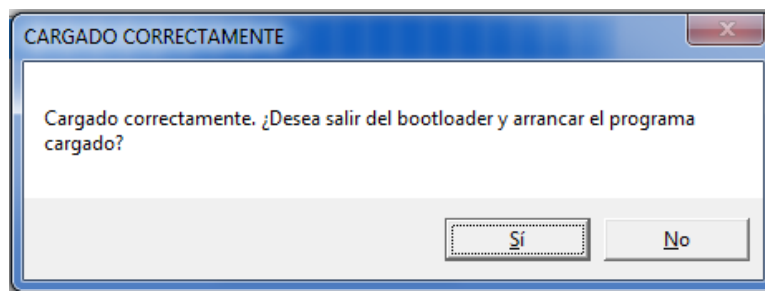 CARGADO CORRECTAMENTE
Cargado correctamente. ¿Desea salir del bootloader y arrancar el programa
cargado?
Sí
No